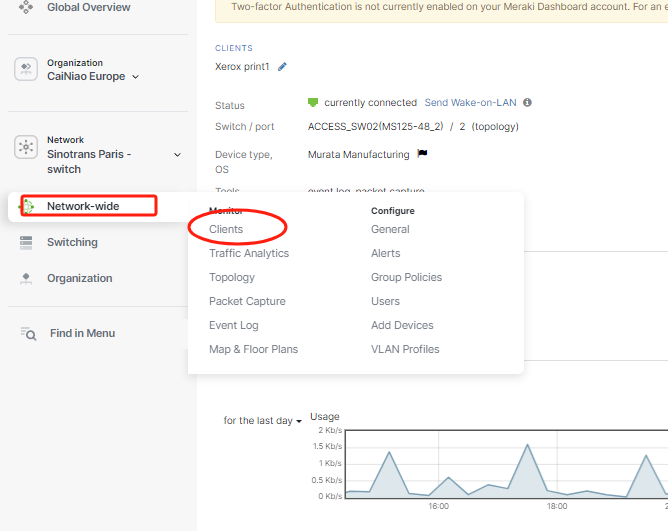 Global Overview
Two-factor Authentication is not currently enabled on your Meraki Dashboard account. For an e
Organization
CaiNiao Europe
Network
Sinotrans Paris -
switch
Network-wide
Switching
Organization
Find in Menu
CLIENTS
Xerox print1
Status
currently connected Send Wake-on-LAN
Switch / port
ACCESS_SW02(MS125-48_2) / 2 (topology)
Device type,
OS
Murata Manufacturing
Tools
event log, packet capture
Monitor
Clients
Traffic Analytics
Topology
Packet Capture
Event Log
Map & Floor Plans
Configure
General
Alerts
Group Policies
Users
Add Devices
VLAN Profiles
for the last day
Usage
2 Kb/s
1.5 Kb/s
1 Kb/s
0.5 Kb/s
0 Kb/s
16:00
18:00
2